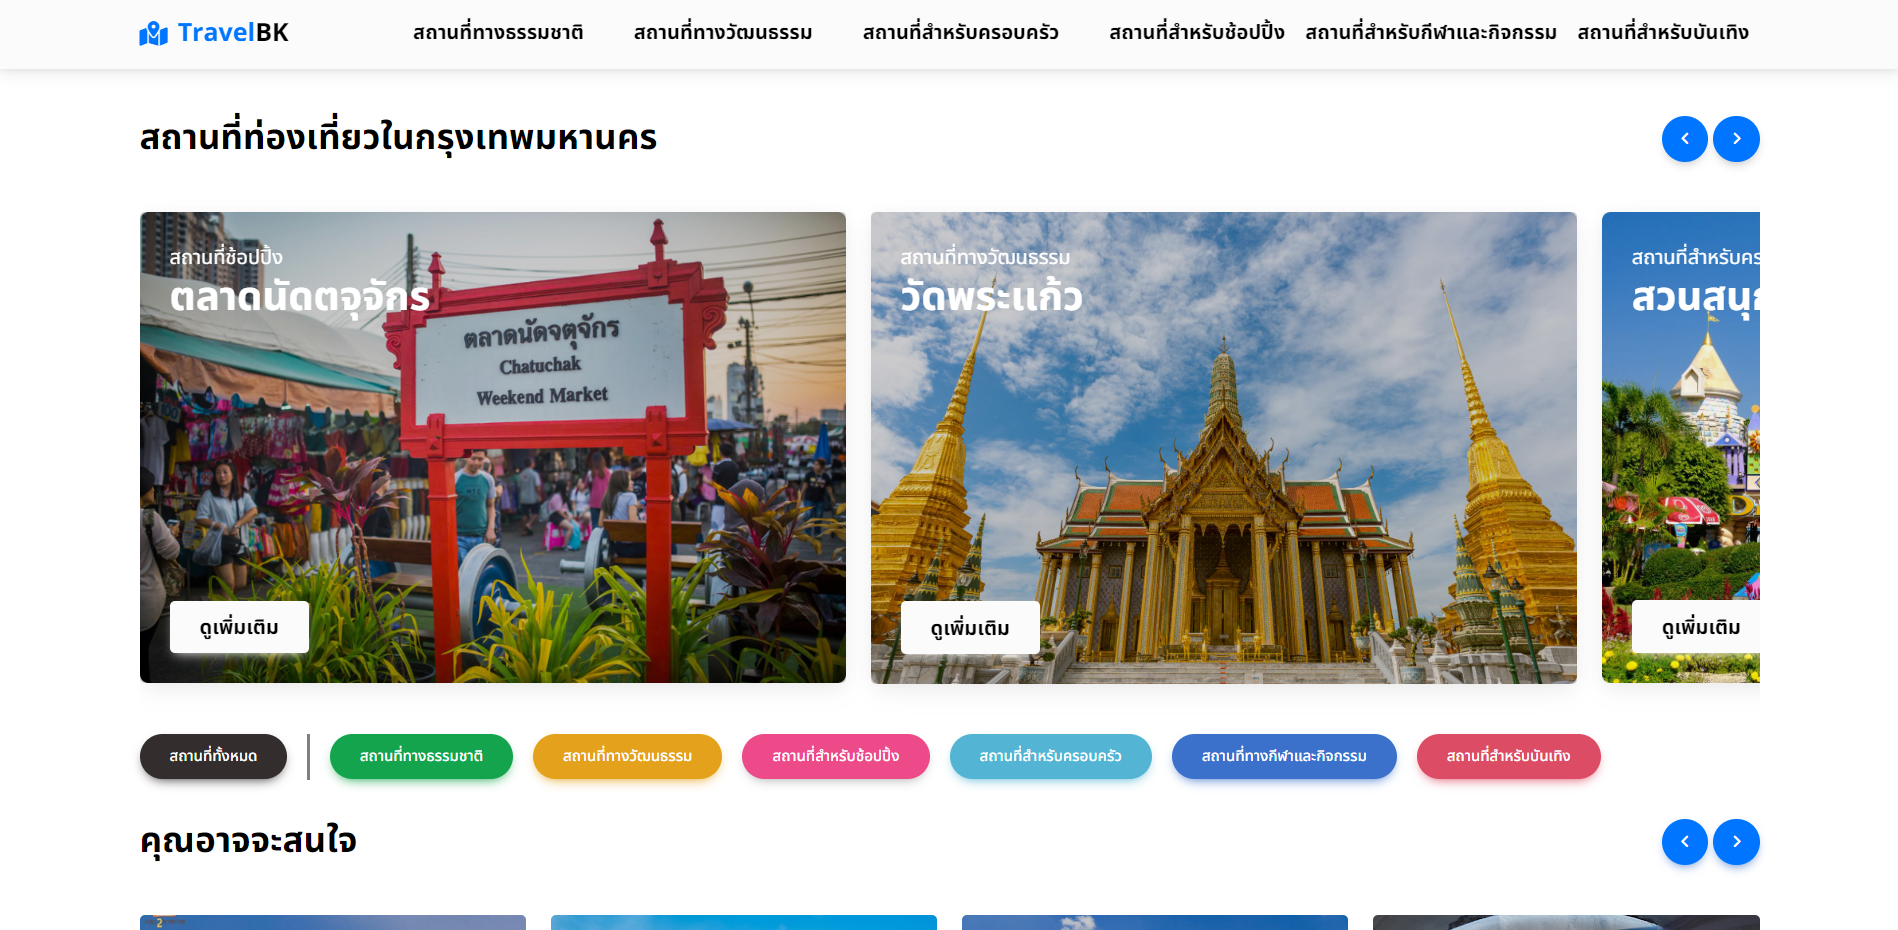 TravelBK
สถานที่ทางธรรมชาติ
สถานที่ทางวัฒนธรรม
สถานที่สำหรับครอบครัว
สถานที่สำหรับช้อปปิ้ง
สถานที่สำหรับกีฬาและกิจกรรม
สถานที่สำหรับบันเทิง
สถานที่ท่องเที่ยวในกรุงเทพมหานคร
สถานที่ช้อปปิ้ง
ตลาดนัดตจุจักร
ตลาดนัดจตุจักร
Chatuchak
Weekend Market
ดูเพิ่มเติม
สถานที่ทางวัฒนธรรม
วัดพระแก้ว
ดูเพิ่มเติม
สถานที่สำหรับคร
สวนสนุก
ดูเพิ่มเติม
สถานที่ทั้งหมด
สถานที่ทางธรรมชาติ
สถานที่ทางวัฒนธรรม
สถานที่สำหรับช้อปปิ้ง
สถานที่สำหรับครอบครัว
สถานที่ทางกีฬาและกิจกรรม
สถานที่สำหรับบันเทิง
คุณอาจจะสนใจ
2